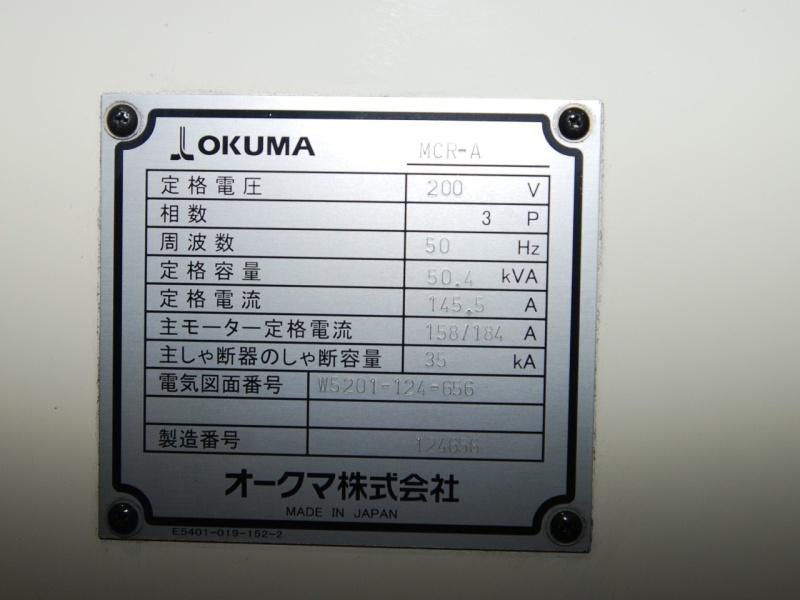 OKUMA MCR-A
定格電圧 200 V
相数 3 P
周波数 50 Hz
定格容量 50.4 kVA
定格電流 145.5 A
主モーター定格電流 158/184 A
主しゃ断器のしゃ断容量 35 kA
電気図面番号 W5201-124-656
製造番号 124656
オークマ株式会社
MADE IN JAPAN
E5401-019-152-2